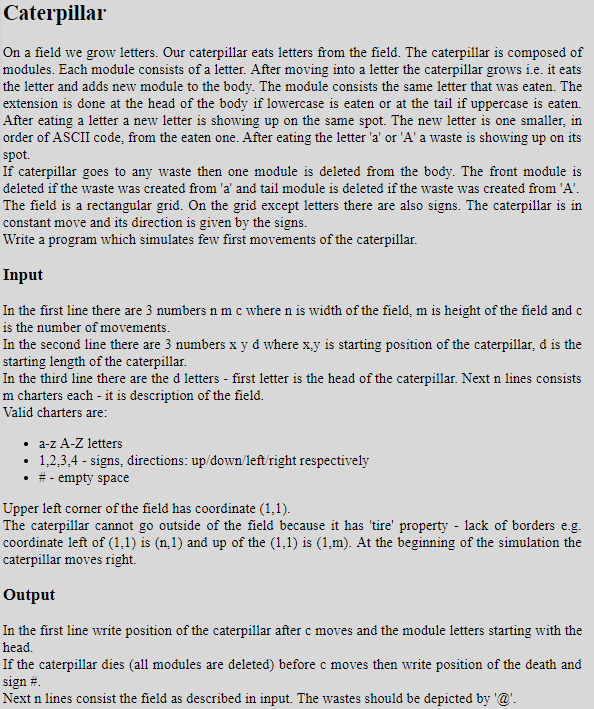 Caterpillar
On a field we grow letters. Our caterpillar eats letters from the field. The caterpillar is composed of
modules. Each module consists of a letter. After moving into a letter the caterpillar grows i.e. it eats
the letter and adds new module to the body. The module consists the same letter that was eaten. The
extension is done at the head of the body if lowercase is eaten or at the tail if uppercase is eaten.
After eating a letter a new letter is showing up on the same spot. The new letter is one smaller, in
order of ASCII code, from the eaten one. After eating the letter 'a' or 'A' a waste is showing up on its
spot.
If caterpillar goes to any waste then one module is deleted from the body. The front module is
deleted if the waste was created from 'a' and tail module is deleted if the waste was created from 'A'.
The field is a rectangular grid. On the grid except letters there are also signs. The caterpillar is in
constant move and its direction is given by the signs.
Write a program which simulates few first movements of the caterpillar.
Input
In the first line there are 3 numbers n m c where n is width of the field, m is height of the field and c
is the number of movements.
In the second line there are 3 numbers x y d where x,y is starting position of the caterpillar, d is the
starting length of the caterpillar.
In the third line there are the d letters - first letter is the head of the caterpillar. Next n lines consists
m charters each - it is description of the field.
Valid charters are:
• a-z A-Z letters
• 1,2,3,4 - signs, directions: up/down/left/right respectively
• # - empty space
Upper left corner of the field has coordinate (1,1).
The caterpillar cannot go outside of the field because it has 'tire' property - lack of borders e.g.
coordinate left of (1,1) is (n,1) and up of the (1,1) is (1,m). At the beginning of the simulation the
caterpillar moves right.
Output
In the first line write position of the caterpillar after c moves and the module letters starting with the
head.
If the caterpillar dies (all modules are deleted) before c moves then write position of the death and
sign #.
Next n lines consist the field as described in input. The wastes should be depicted by '@'.